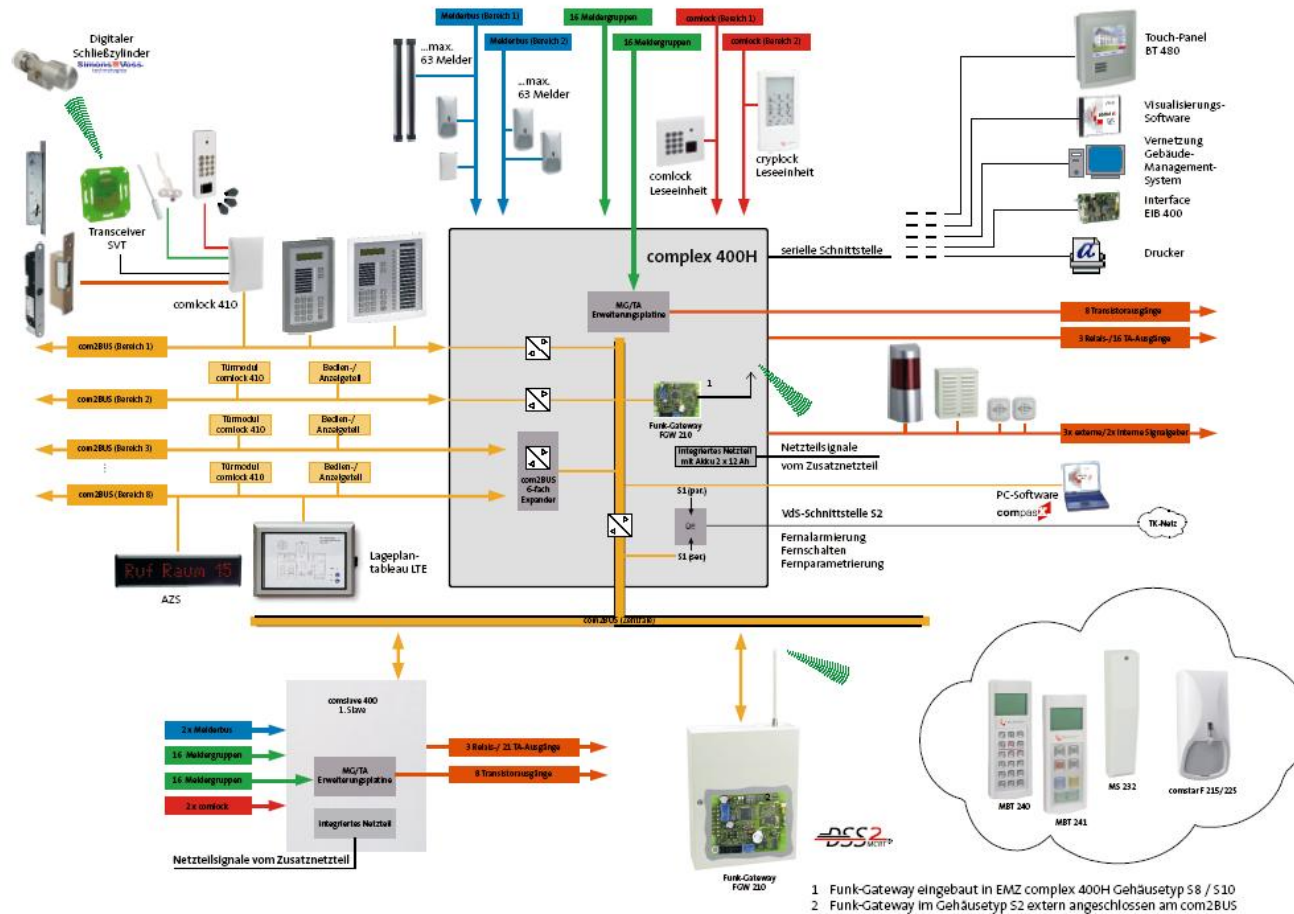 Digitaler
Schließzylinder
Simons Voss
technologies
Transceiver
SVT
comlock 410
Melderbus (Bereich 1)
Melderbus (Bereich 2)
...max.
63 Melder
...max.
63 Melder
16 Meldergruppen
16 Meldergruppen
comlock (Bereich 1)
comlock (Bereich 2)
comlock
Leseeinheit
cryplock
Leseeinheit
Touch-Panel
BT 480
Visualisierungs-
Software
Vernetzung
Gebäude-
Management-
System
Interface
EIB 400
Drucker
complex 400H
serielle Schnittstelle
MG/TA
Erweiterungsplatine
8 Transistorausgänge
3 Relais-/16 TA-Ausgänge
com2BUS (Bereich 1)
Türmodul
comlock 410
Bedien-/
Anzeigeteil
com2BUS (Bereich 2)
Türmodul
comlock 410
Bedien-/
Anzeigeteil
com2BUS (Bereich 3)
Türmodul
comlock 410
Bedien-/
Anzeigeteil
com2BUS (Bereich 8)
com2BUS
6-fach
Expander
1
Funk-Gateway
FGW 210
Integriertes Netzteil
mit Akku 2 x 12 Ah
Netzteilsignale
vom Zusatznetzteil
3x externe/2x Interne Signalgeber
S1 (par.)
S1 (ser.)
PC-Software
compasX
VdS-Schnittstelle S2
Fernalarmierung
Fernschalten
Fernparametrierung
TK-Netz
Ruf Raum 15
AZS
Lageplan-
tableau LTE
com2BUS (Zentrale)
comslave 400
1. Slave
2x Melderbus
16 Meldergruppen
16 Meldergruppen
2x comlock
MG/TA
Erweiterungsplatine
Integriertes Netzteil
3 Relais-/ 21 TA-Ausgänge
8 Transistorausgänge
Netzteilsignale vom Zusatznetzteil
2
Funk-Gateway
FGW 210
DSS2
MBT 240
MBT 241
MS 232
comstar F 215/225
1 Funk-Gateway eingebaut in EMZ complex 400H Gehäusetyp S8 / S10
2 Funk-Gateway im Gehäusetyp S2 extern angeschlossen am com2BUS